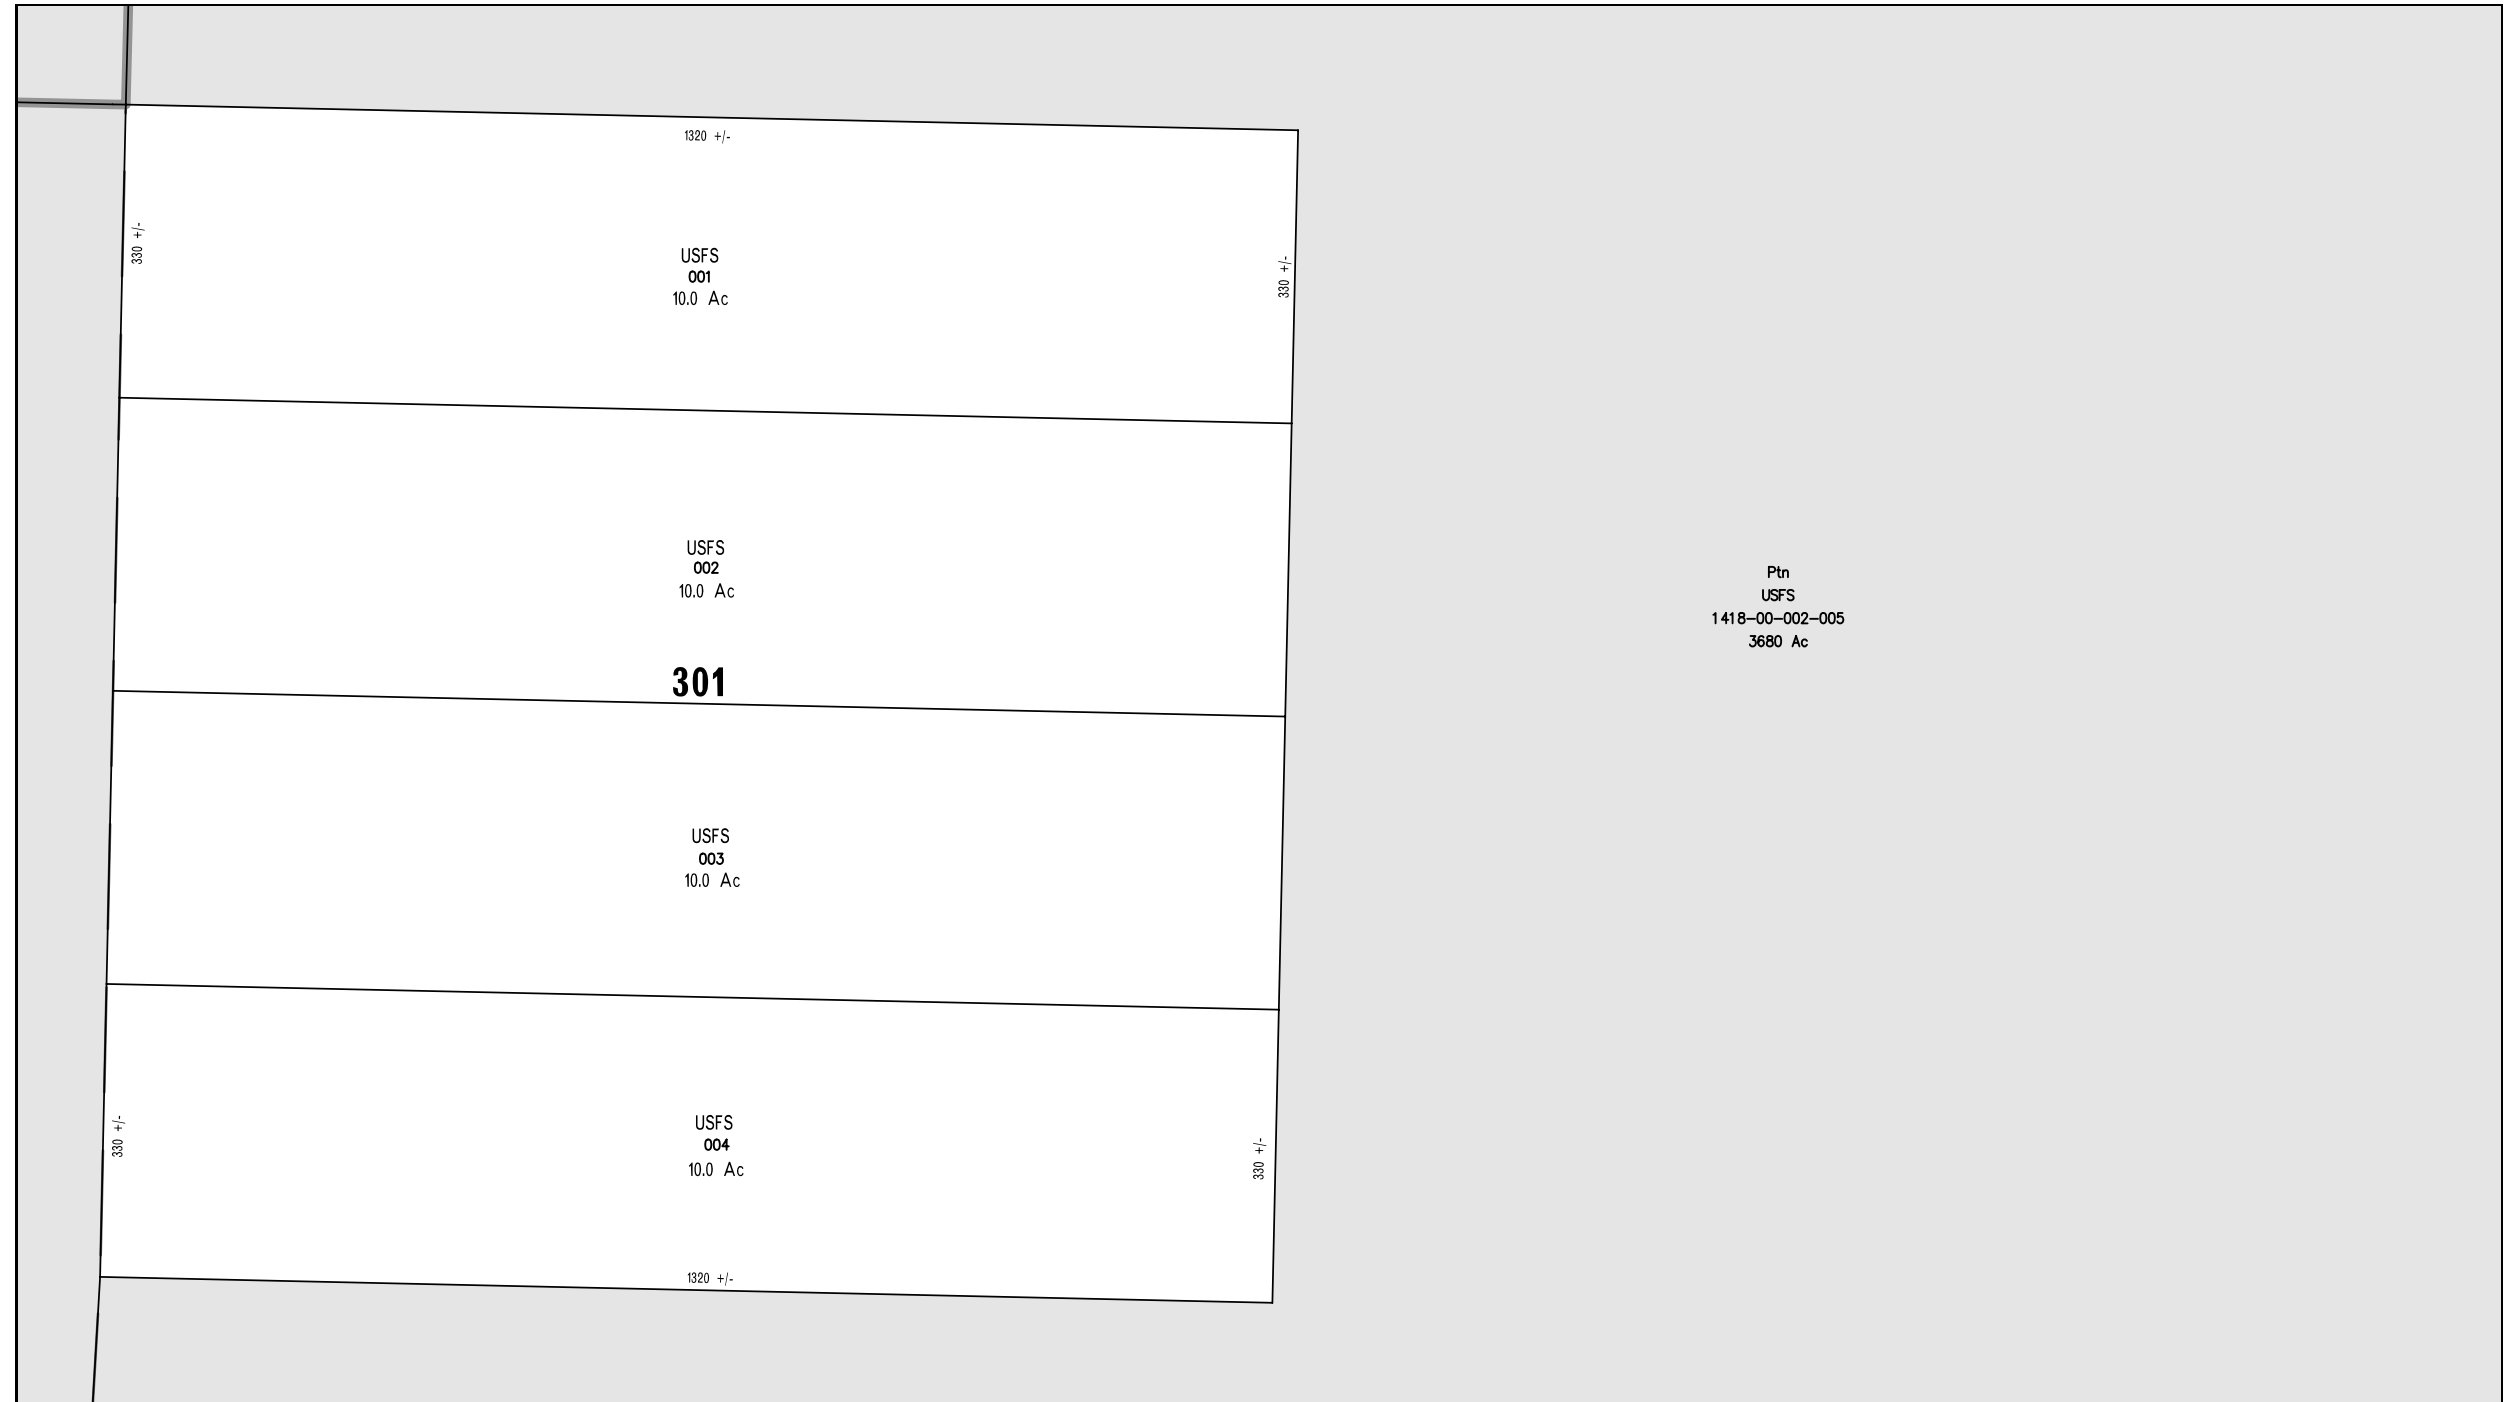 1320 +/-
330 +/-
330 +/-
USFS
001
10.0 Ac
USFS
002
10.0 Ac
301
Ptn
USFS
1418-00-002-005
3680 Ac
USFS
003
10.0 Ac
USFS
004
10.0 Ac
330 +/-
330 +/-
1320 +/-